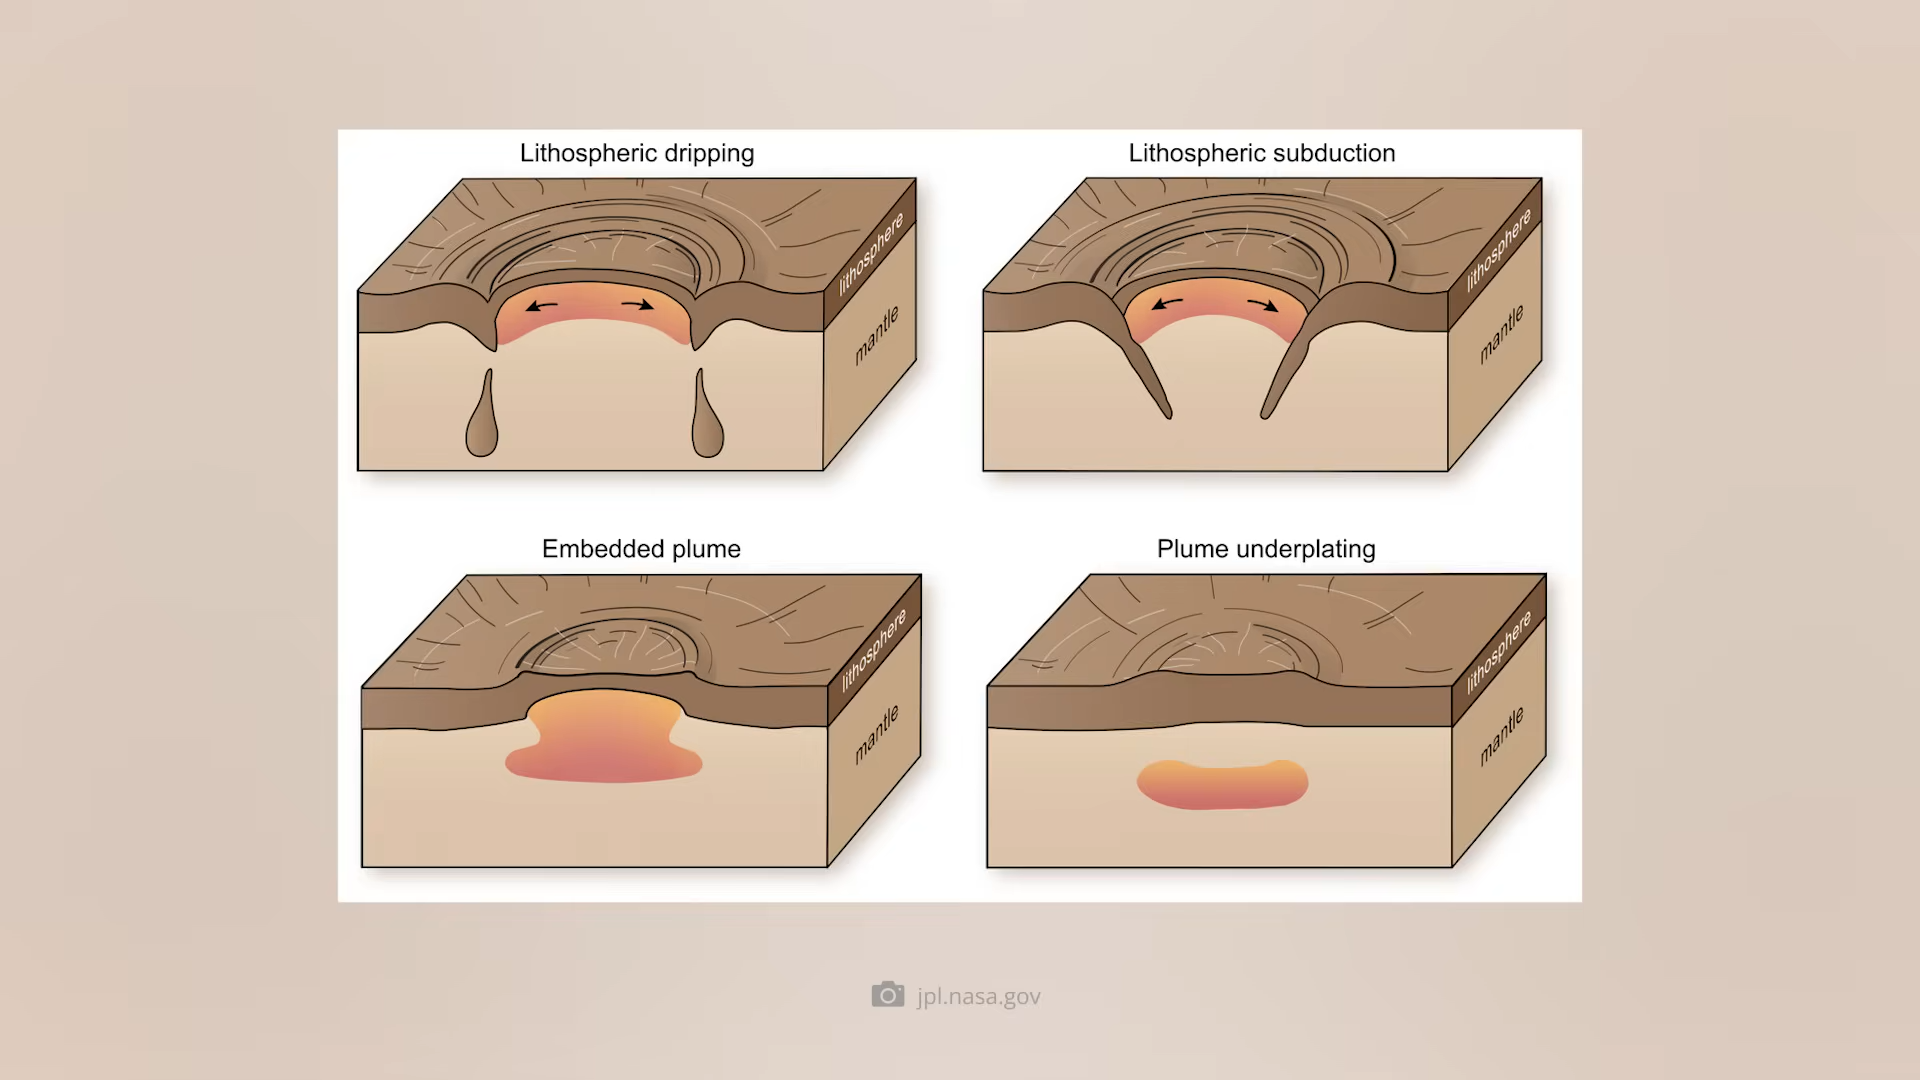 Lithospheric dripping
Lithospheric subduction
lithosphere
mantle
lithosphere
mantle
Embedded plume
Plume underplating
lithosphere
mantle
lithosphere
mantle
jpl.nasa.gov